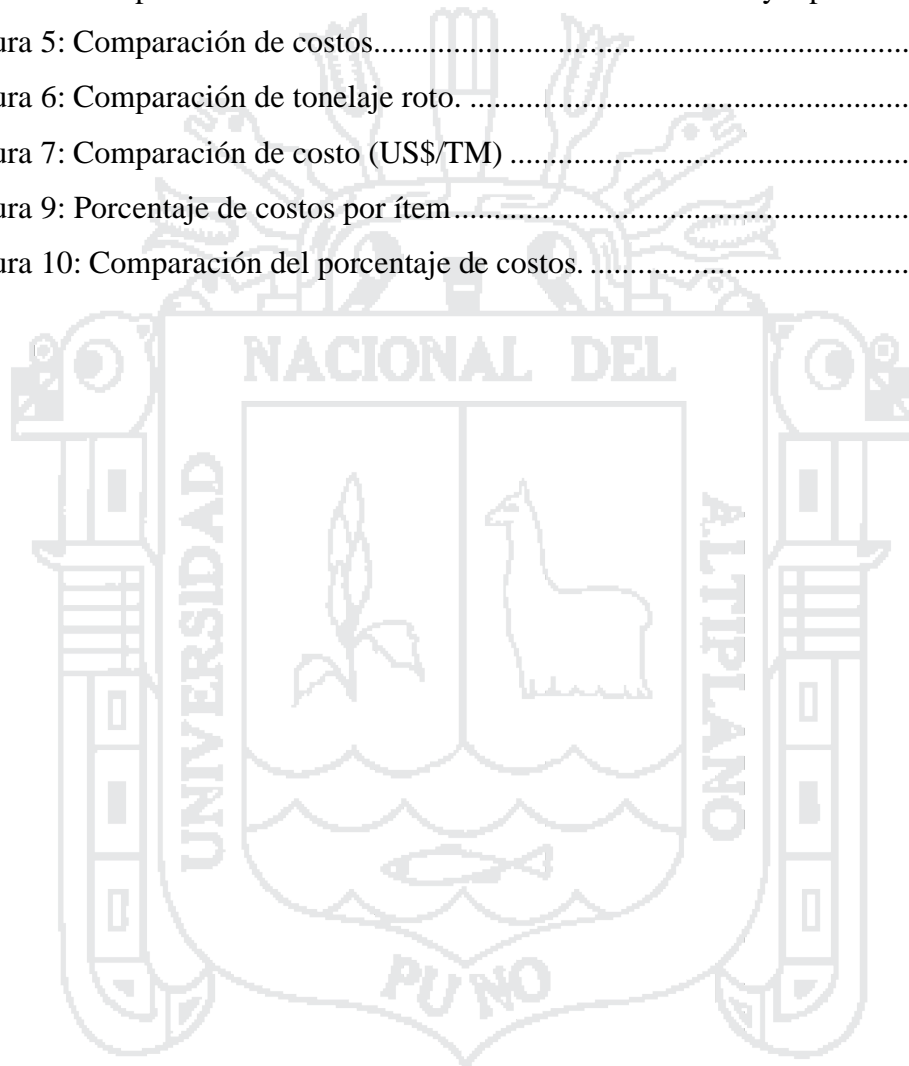 ura 5: Comparación de costos...........................................................................
ura 6: Comparación de tonelaje roto. ................................................................
ura 7: Comparación de costo (US$/TM) ...........................................................
ura 9: Porcentaje de costos por ítem..................................................................
ura 10: Comparación del porcentaje de costos. .................................................
NACIONAL DEL
UNIVERSIDAD
ALTIPLANO
PUNO